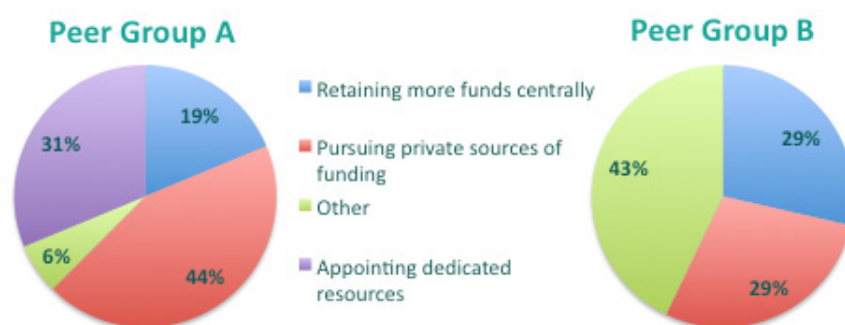 Peer Group A
Peer Group B
19%
31%
6%
44%
Retaining more funds centrally
Pursuing private sources of
funding
Other
Appointing dedicated
resources
29%
43%
29%